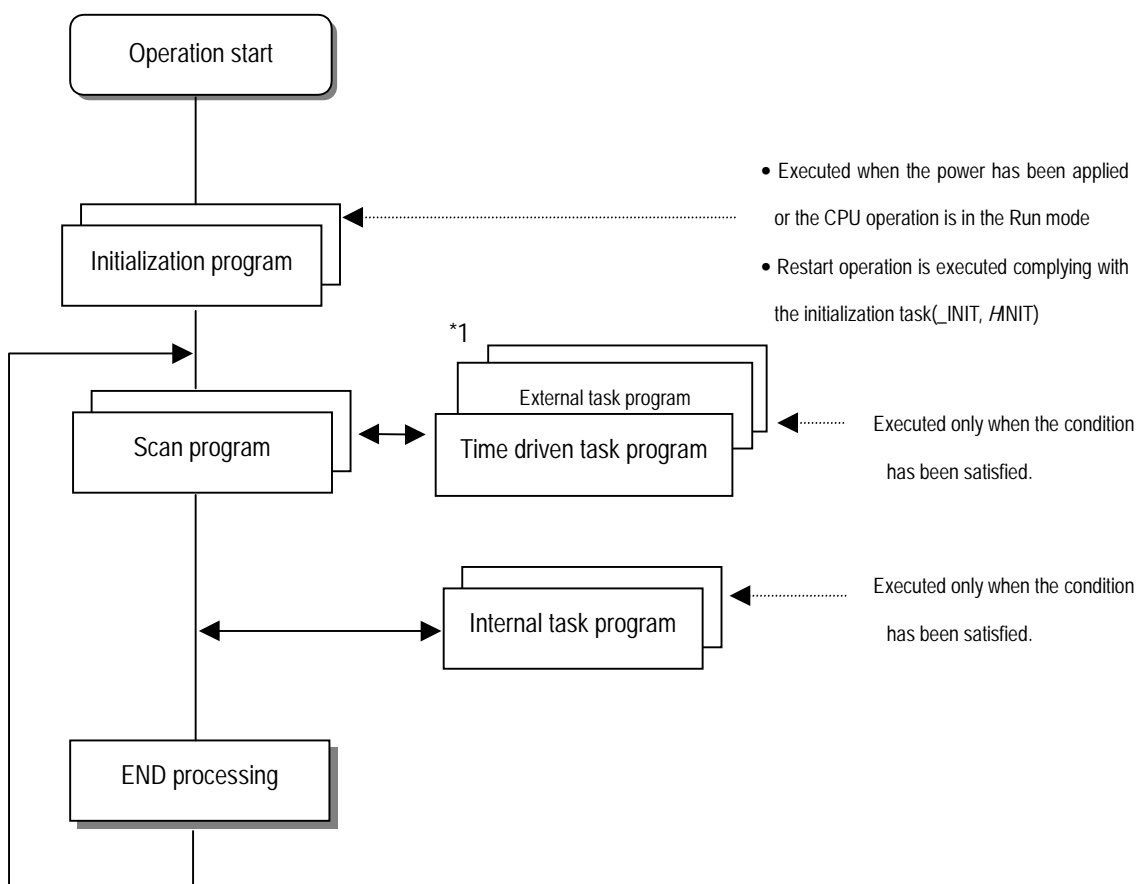 Operation start
• Executed when the power has been applied
or the CPU operation is in the Run mode
• Restart operation is executed complying with
the initialization task(_INIT, HINIT)
Initialization program
*1
External task program
Time driven task program
Scan program
Executed only when the condition
has been satisfied.
Internal task program
Executed only when the condition
has been satisfied.
END processing